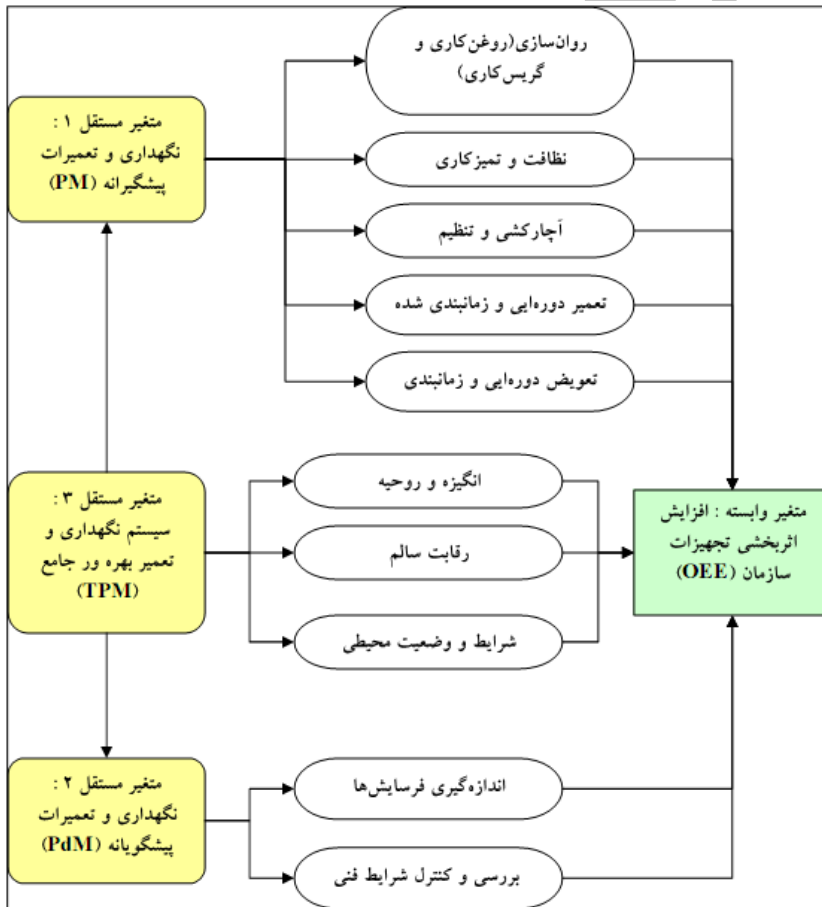 روان‌سازی(روغن‌کاری و
گریس‌کاری)
متغیر مستقل ۱ :
نگهداری و تعمیرات
پیشگیرانه (PM)
نظافت و تمیزکاری
آچارکشی و تنظیم
تعمیر دوره‌ایی و زمانبندی شده
تعویض دوره‌ایی و زمانبندی
متغیر مستقل ۳ :
سیستم نگهداری و
تعمیر بهره ور جامع
(TPM)
انگیزه و روحیه
رقابت سالم
شرایط و وضعیت محیطی
متغیر وابسته : افزایش
اثربخشی تجهیزات
سازمان (OEE)
متغیر مستقل ۲ :
نگهداری و تعمیرات
پیشگویانه (PdM)
اندازه‌گیری فرسایش‌ها
بررسی و کنترل شرایط فنی